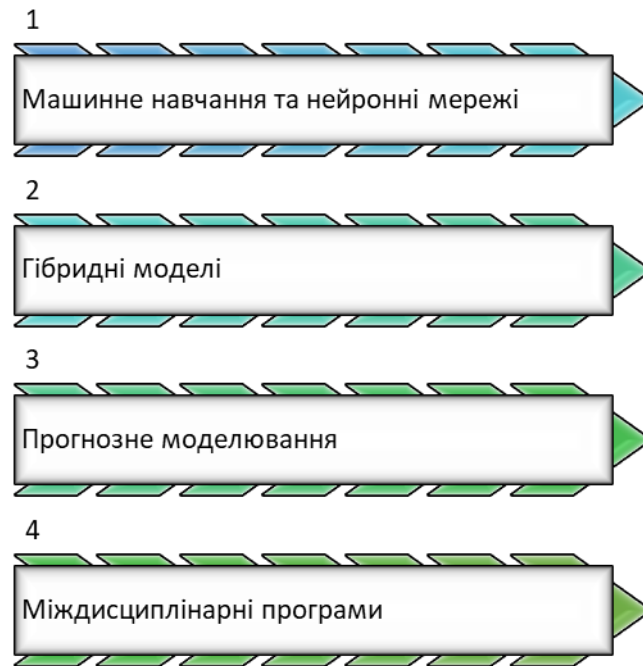 1
Машинне навчання та нейронні мережі
2
Гібридні моделі
3
Прогнозне моделювання
4
Міждисциплінарні програми